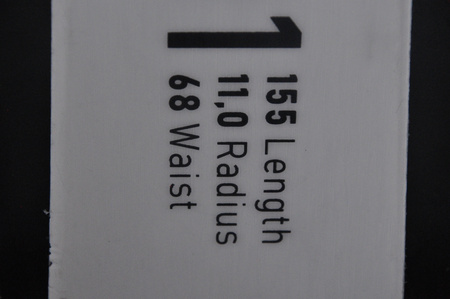 1
155 Length
11,0 Radius
68 Waist